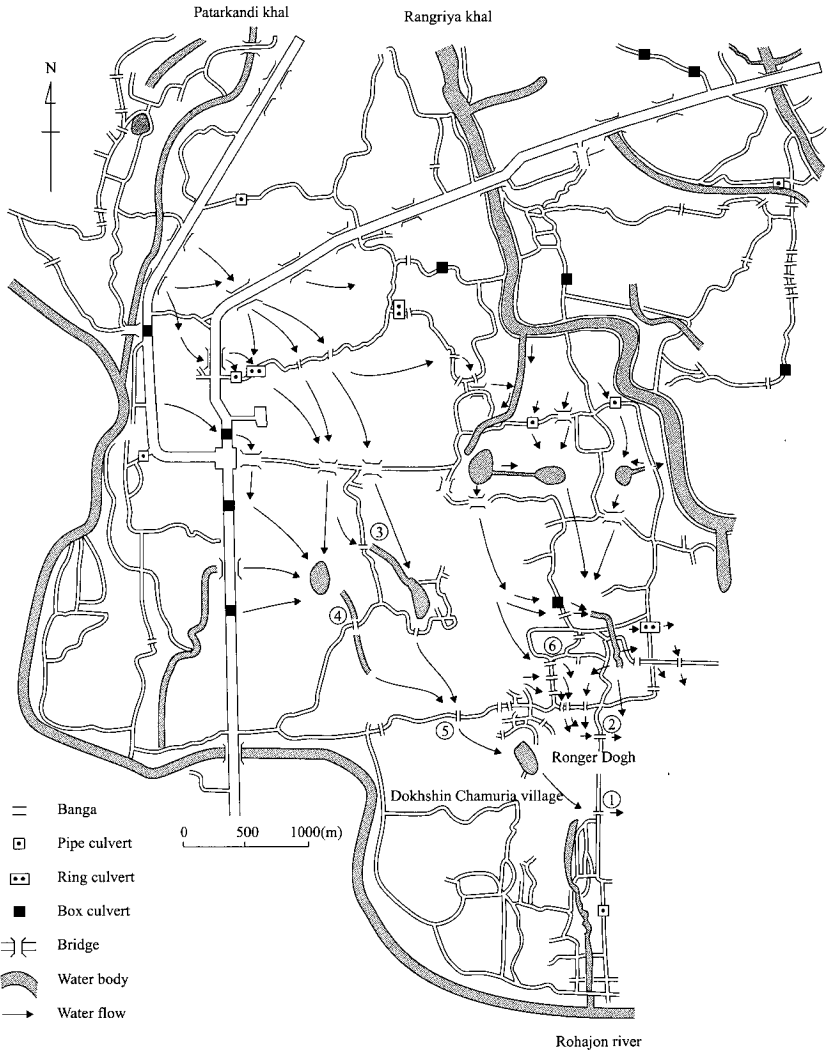 Patarkandi khal
Rangriya khal
N
③
④
⑥
⑤
②
Ronger Dogh
Dokhshin Chamuria village
①
0 500 1000(m)
Banga
Pipe culvert
Ring culvert
Box culvert
Bridge
Water body
Water flow
Rohajon river